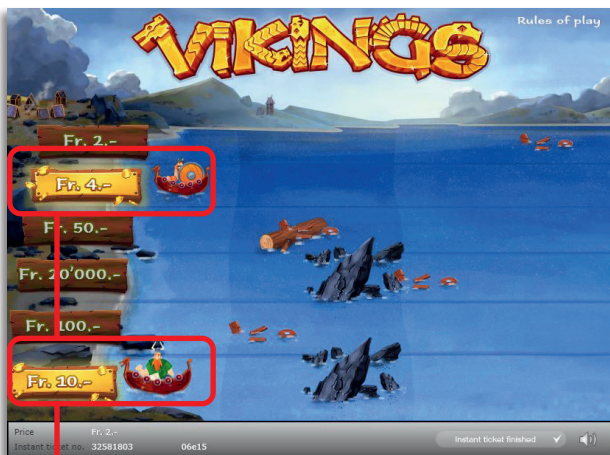 VIKINGS
Rules of play
Fr. 2.-
Fr. 4.-
Fr. 50.-
Fr. 20'000.-
Fr. 100.-
Fr. 10.-
Price Fr. 2.-
Instant ticket no. 32581803 06e15
Instant ticket finished